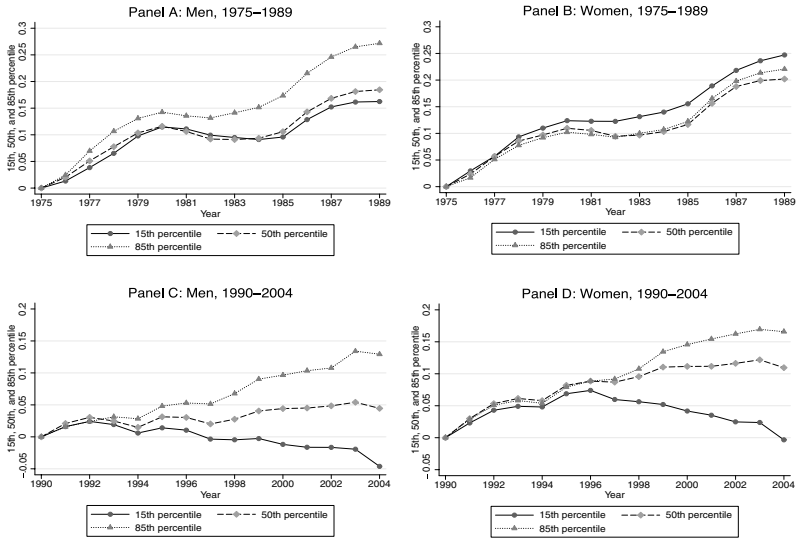 Panel A: Men, 1975–1989
15th, 50th, and 85th percentile
0.25
0.2
0.15
0.1
0.05
0
1975 1977 1979 1981 1983 1985 1987 1989
Year
15th percentile 50th percentile
85th percentile
Panel B: Women, 1975–1989
15th, 50th, and 85th percentile
0.3
0.25
0.2
0.15
0.1
0.05
0
1975 1977 1979 1981 1983 1985 1987 1989
Year
15th percentile 50th percentile
85th percentile
Panel C: Men, 1990–2004
15th, 50th, and 85th percentile
0.2
0.15
0.1
0.05
0
−0.05
1990 1992 1994 1996 1998 2000 2002 2004
Year
15th percentile 50th percentile
85th percentile
Panel D: Women, 1990–2004
15th, 50th, and 85th percentile
0.2
0.15
0.1
0.05
0
−0.05
1990 1992 1994 1996 1998 2000 2002 2004
Year
15th percentile 50th percentile
85th percentile